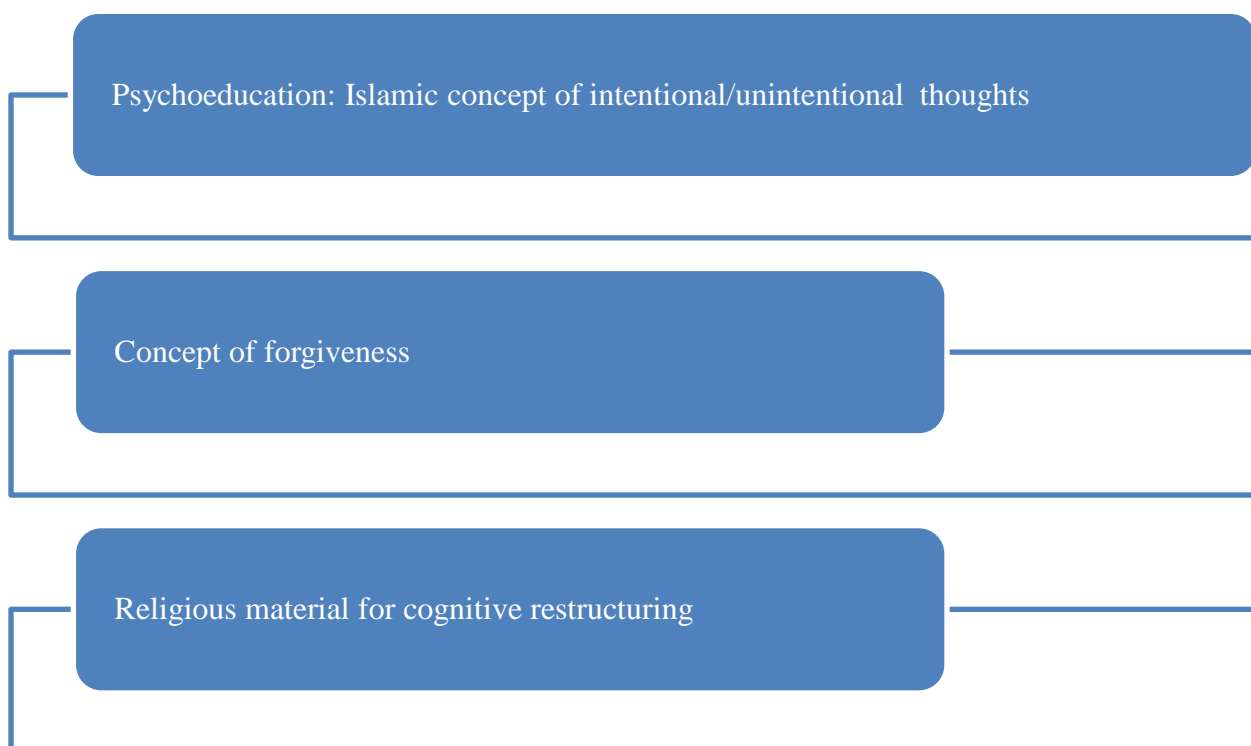 Psychoeducation: Islamic concept of intentional/unintentional  thoughts
Concept of forgiveness
Religious material for cognitive restructuring